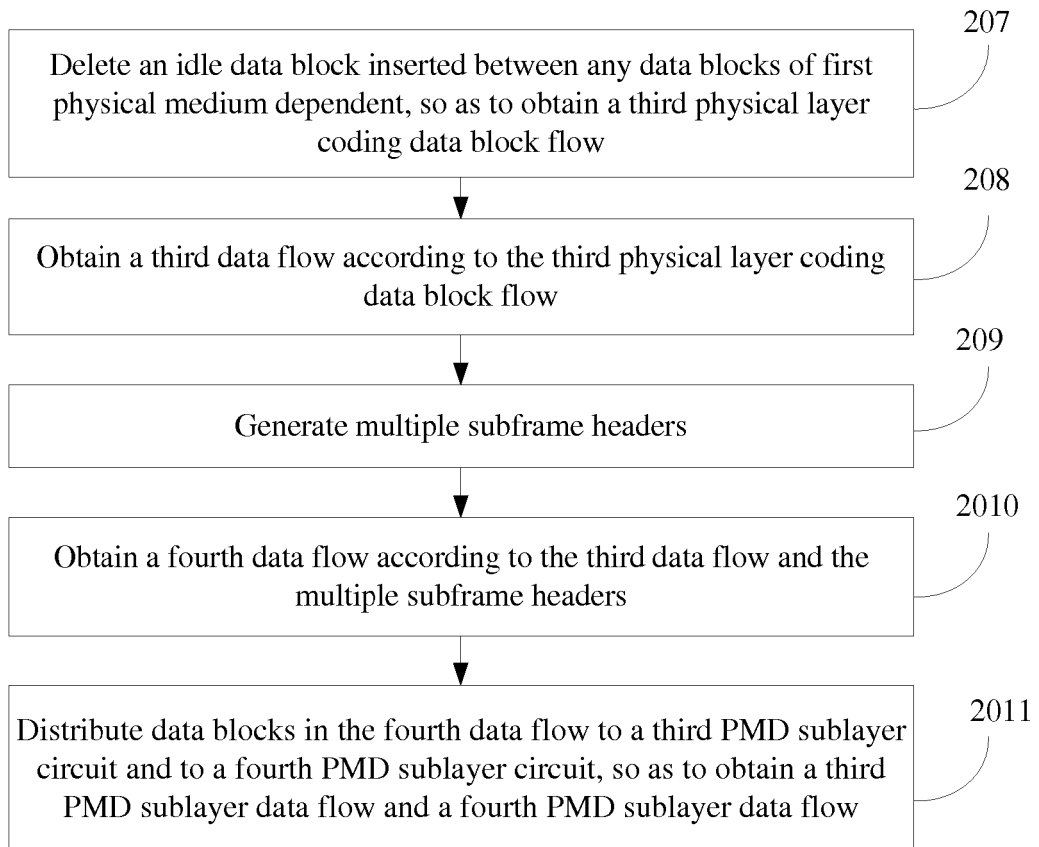 207
Delete an idle data block inserted between any data blocks of first
physical medium dependent, so as to obtain a third physical layer
coding data block flow
208
Obtain a third data flow according to the third physical layer coding
data block flow
209
Generate multiple subframe headers
2010
Obtain a fourth data flow according to the third data flow and the
multiple subframe headers
2011
Distribute data blocks in the fourth data flow to a third PMD sublayer
circuit and to a fourth PMD sublayer circuit, so as to obtain a third
PMD sublayer data flow and a fourth PMD sublayer data flow